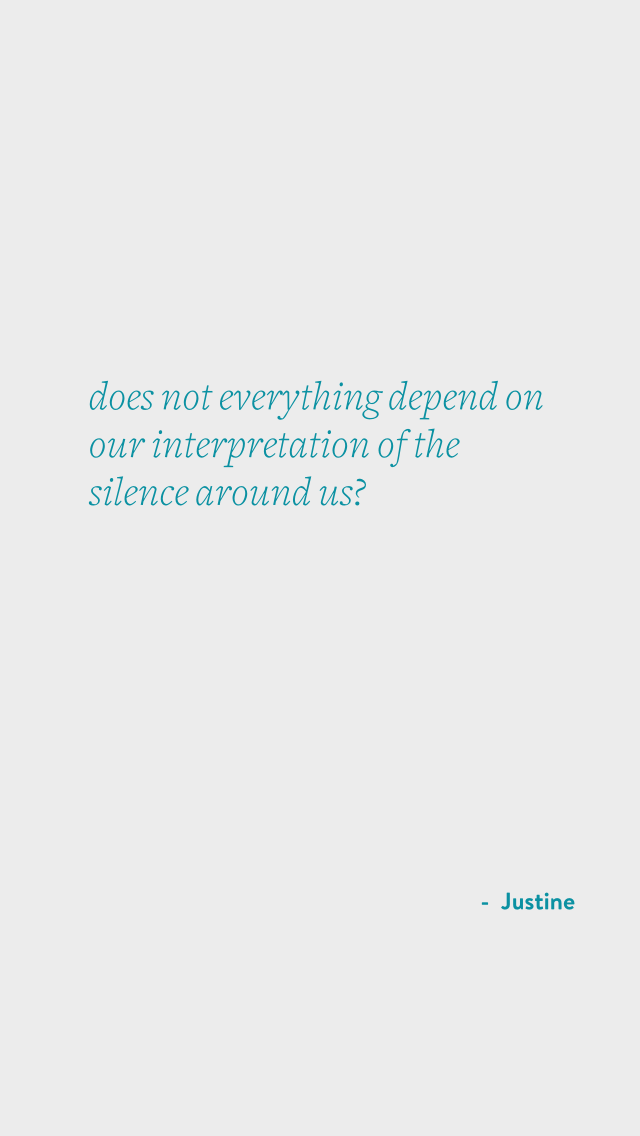 does not everything depend on
our interpretation of the
silence around us?
- Justine